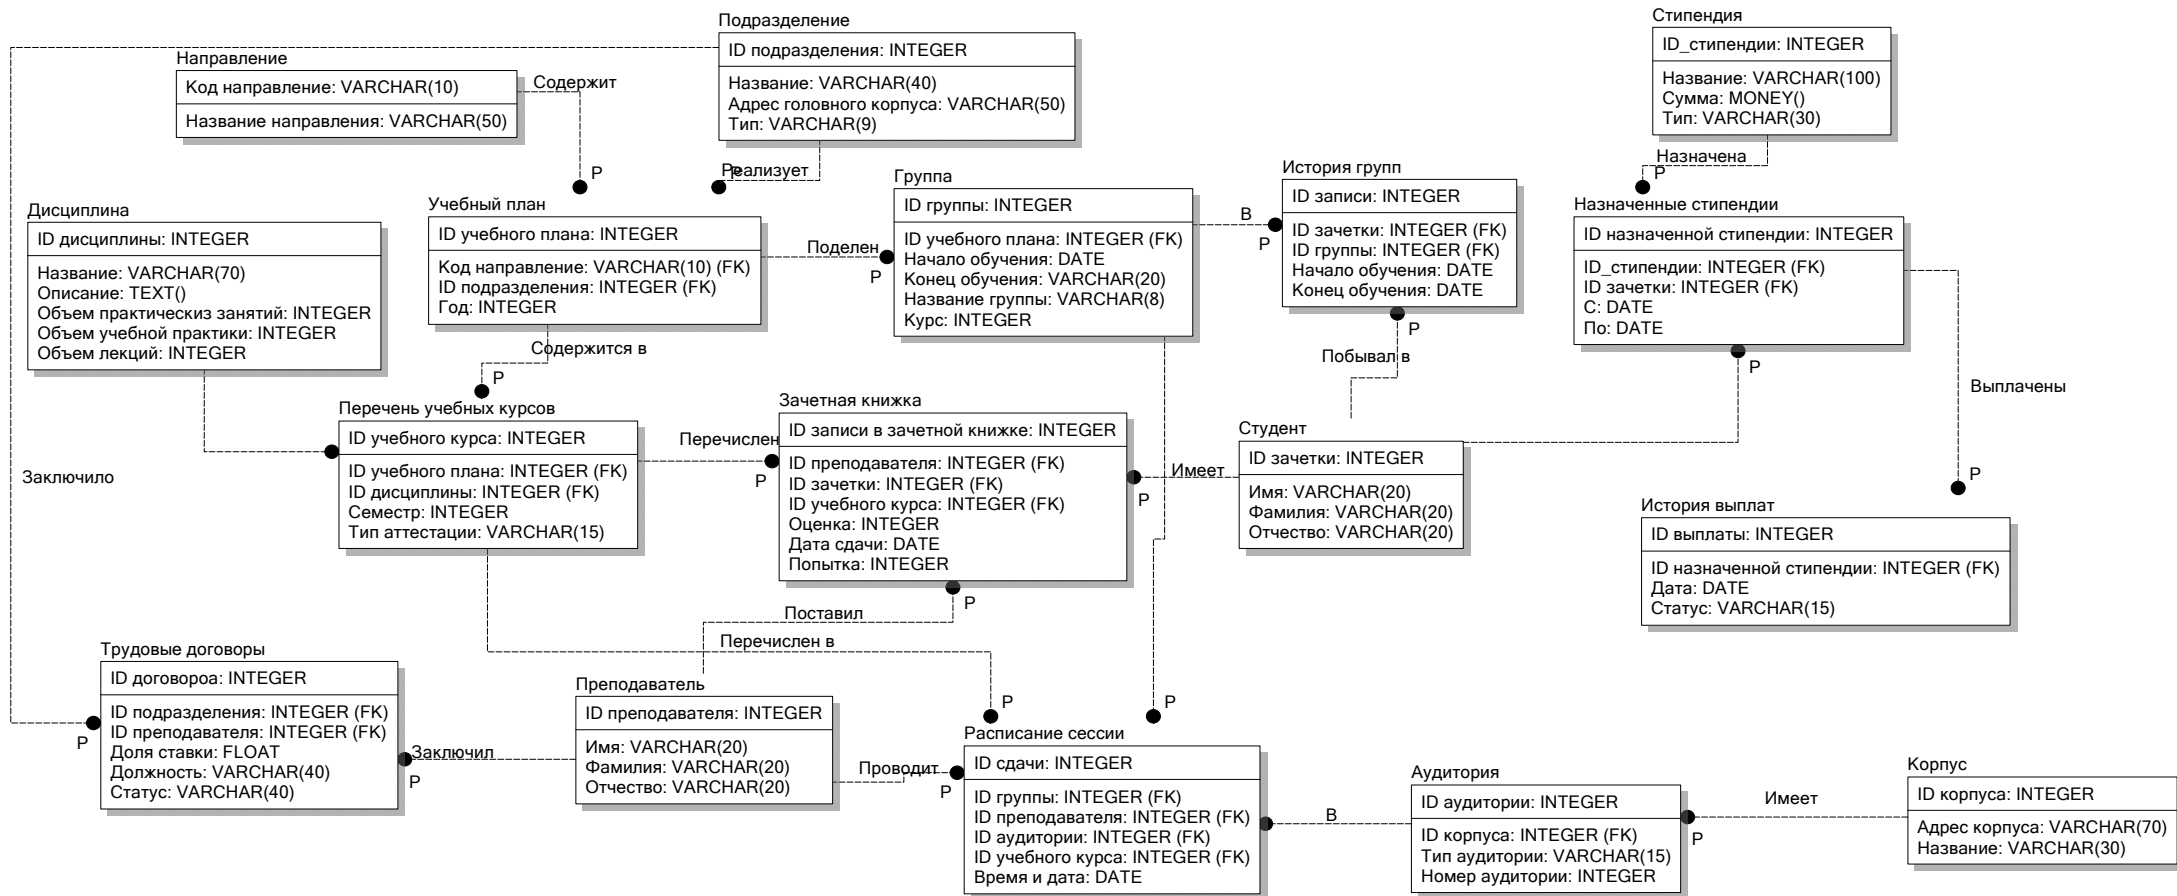 Подразделение
ID подразделения: INTEGER
Название: VARCHAR(40)
Адрес головного корпуса: VARCHAR(50)
Тип: VARCHAR(9)
Стипендия
ID_стипендии: INTEGER
Название: VARCHAR(100)
Сумма: MONEY()
Тип: VARCHAR(30)
Направление
Код направление: VARCHAR(10)
Название направления: VARCHAR(50)
Содержит
P
Реализует
P
Назначена
P
Дисциплина
ID дисциплины: INTEGER
Название: VARCHAR(70)
Описание: TEXT()
Объем практическиз занятий: INTEGER
Объем учебной практики: INTEGER
Объем лекций: INTEGER
Учебный план
ID учебного плана: INTEGER
Код направление: VARCHAR(10) (FK)
ID подразделения: INTEGER (FK)
Год: INTEGER
Поделен
P
Группа
ID группы: INTEGER
ID учебного плана: INTEGER (FK)
Начало обучения: DATE
Конец обучения: VARCHAR(20)
Название группы: VARCHAR(8)
Курс: INTEGER
В
P
История групп
ID записи: INTEGER
ID зачетки: INTEGER (FK)
ID группы: INTEGER (FK)
Начало обучения: DATE
Конец обучения: DATE
Назначенные стипендии
ID назначенной стипендии: INTEGER
ID_стипендии: INTEGER (FK)
ID зачетки: INTEGER (FK)
С: DATE
По: DATE
Содержится в
P
Побывал в
P
P
Выплачены
P
Перечень учебных курсов
ID учебного курса: INTEGER
ID учебного плана: INTEGER (FK)
ID дисциплины: INTEGER (FK)
Семестр: INTEGER
Тип аттестации: VARCHAR(15)
Перечислен
P
Зачетная книжка
ID записи в зачетной книжке: INTEGER
ID преподавателя: INTEGER (FK)
ID зачетки: INTEGER (FK)
ID учебного курса: INTEGER (FK)
Оценка: INTEGER
Дата сдачи: DATE
Попытка: INTEGER
Имеет
P
Студент
ID зачетки: INTEGER
Имя: VARCHAR(20)
Фамилия: VARCHAR(20)
Отчество: VARCHAR(20)
История выплат
ID выплаты: INTEGER
ID назначенной стипендии: INTEGER (FK)
Дата: DATE
Статус: VARCHAR(15)
Заключило
P
Поставил
P
Перечислен в
P
P
Трудовые договоры
ID договороа: INTEGER
ID подразделения: INTEGER (FK)
ID преподавателя: INTEGER (FK)
Доля ставки: FLOAT
Должность: VARCHAR(40)
Статус: VARCHAR(40)
Заключил
P
Преподаватель
ID преподавателя: INTEGER
Имя: VARCHAR(20)
Фамилия: VARCHAR(20)
Отчество: VARCHAR(20)
Проводит
P
Расписание сессии
ID сдачи: INTEGER
ID группы: INTEGER (FK)
ID преподавателя: INTEGER (FK)
ID аудитории: INTEGER (FK)
ID учебного курса: INTEGER (FK)
Время и дата: DATE
В
Аудитория
ID аудитории: INTEGER
ID корпуса: INTEGER (FK)
Тип аудитории: VARCHAR(15)
Номер аудитории: INTEGER
Имеет
P
Корпус
ID корпуса: INTEGER
Адрес корпуса: VARCHAR(70)
Название: VARCHAR(30)